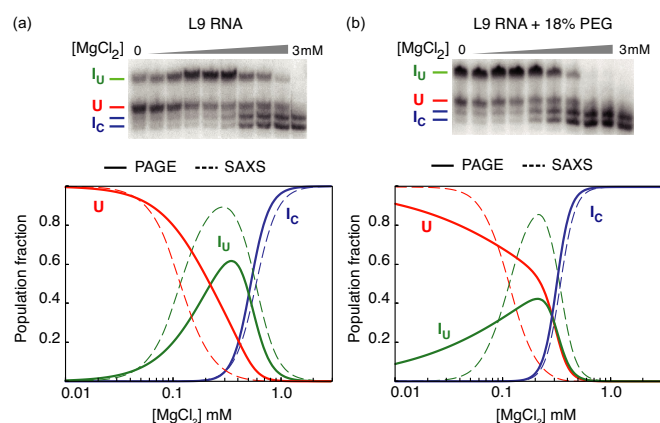 (a) L9 RNA
[MgCl2] 0 3mM
IU
U
IC
PAGE SAXS
Population fraction
0.8
0.6
0.4
0.2
U
IU
IC
0.01 0.1 1.0
[MgCl2] mM
(b) L9 RNA + 18% PEG
[MgCl2] 0 3mM
IU
U
IC
PAGE SAXS
Population fraction
0.8
0.6
0.4
0.2
U
IU
IC
0.01 0.1 1.0
[MgCl2] mM